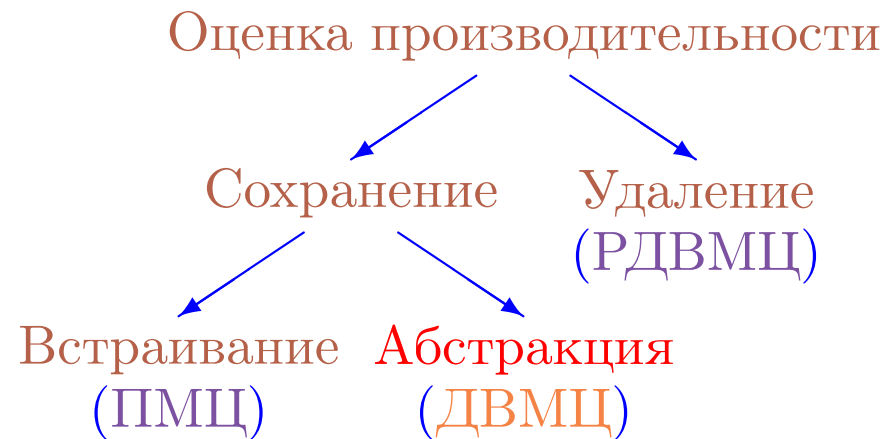 Оценка производительности
Сохранение
Удаление
(РДВМЦ)
Встраивание
Абстракция
(ПМЦ)
(ДВМЦ)